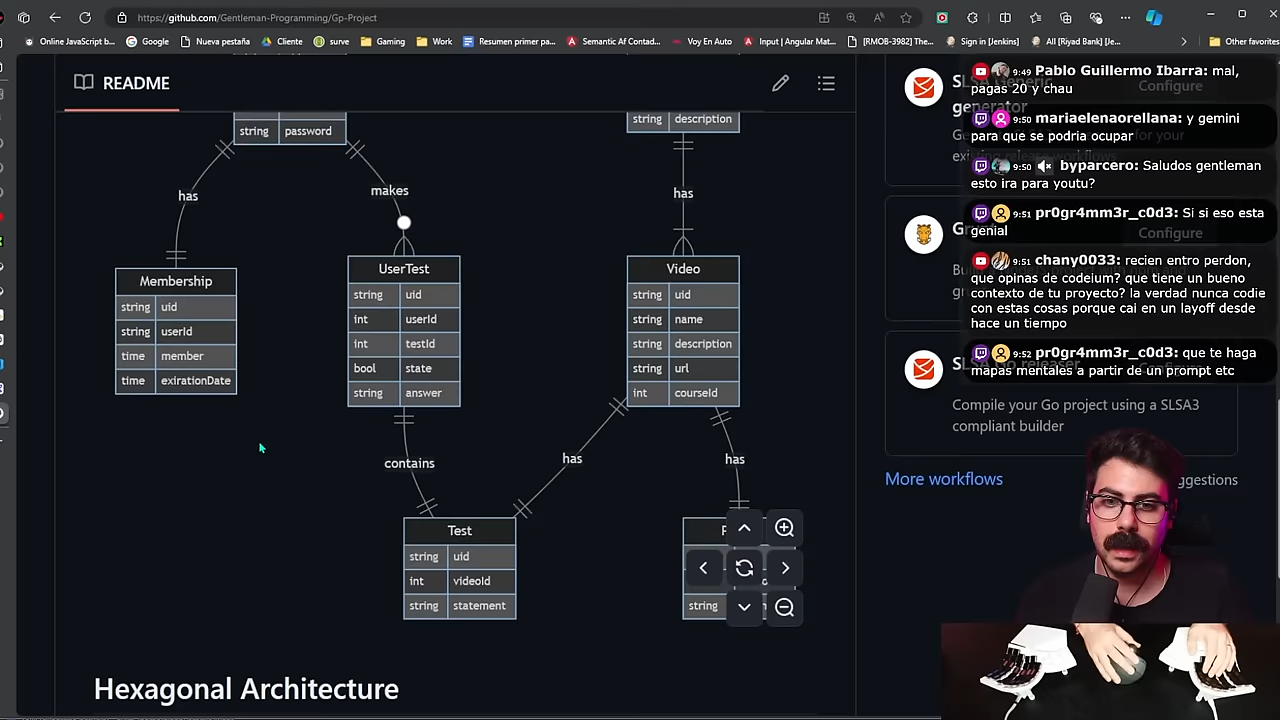 https://github.com/Gentleman-Programming/Gp-Project
Online JavaScript b...
Google
Nueva pestaña
Cliente
surve
Gaming
Work
Resumen primer pa...
Semantic Af Contad...
Voy En Auto
Input | Angular Mat...
[RMOB-3982] [The...
Sign in [Jenkins]
All [Riyad Bank] [Je...
Other favorites
README
string password
string description
has
makes
has
Membership
string uid
string userId
time member
time exirationDate
UserTest
string uid
int userId
int testId
bool state
string answer
Video
string uid
string name
string description
string url
int courseId
contains
has
has
Test
string uid
int videoId
string statement
string
Hexagonal Architecture
SLSA Generic
generator
Configure
Configure
Compile your Go project using a SLSA3
compliant builder
More workflows
9:49 Pablo Guillermo Ibarra: mal,
pagas 20 y chau
9:50 mariaelenaorellana: y gemini
para que se podria ocupar
9:50 byparcero: Saludos gentleman
esto ira para youtu?
9:51 pr0gr4mm3r_c0d3: Si si eso esta
genial
9:51 chany0033: recien entro perdon,
que opinas de codeium? que tiene un bueno
contexto de tu proyecto? la verdad nunca codie
con estas cosas porque cai en un layoff desde
hace un tiempo
9:52 pr0gr4mm3r_c0d3: que te haga
mapas mentales a partir de un prompt etc